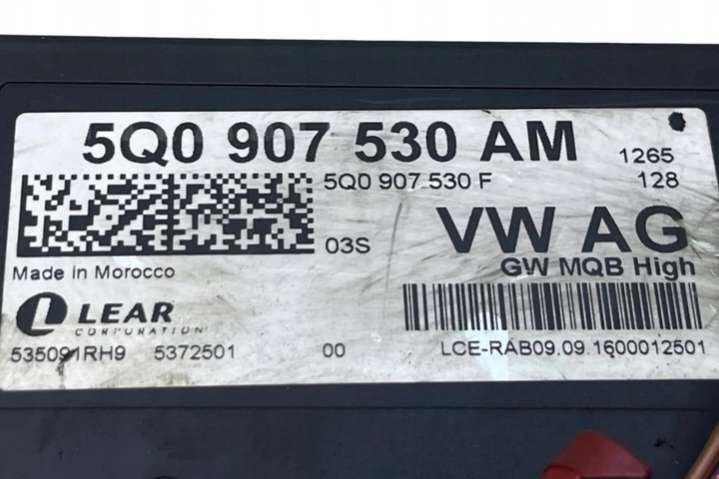 5Q0 907 530 AM 1265
5Q0 907 530 F 128
03S VW AG
Made in Morocco GW MQB High
LEAR
CORPORATION
535091RH9 5372501 00 LCE-RAB09.09.1600012501